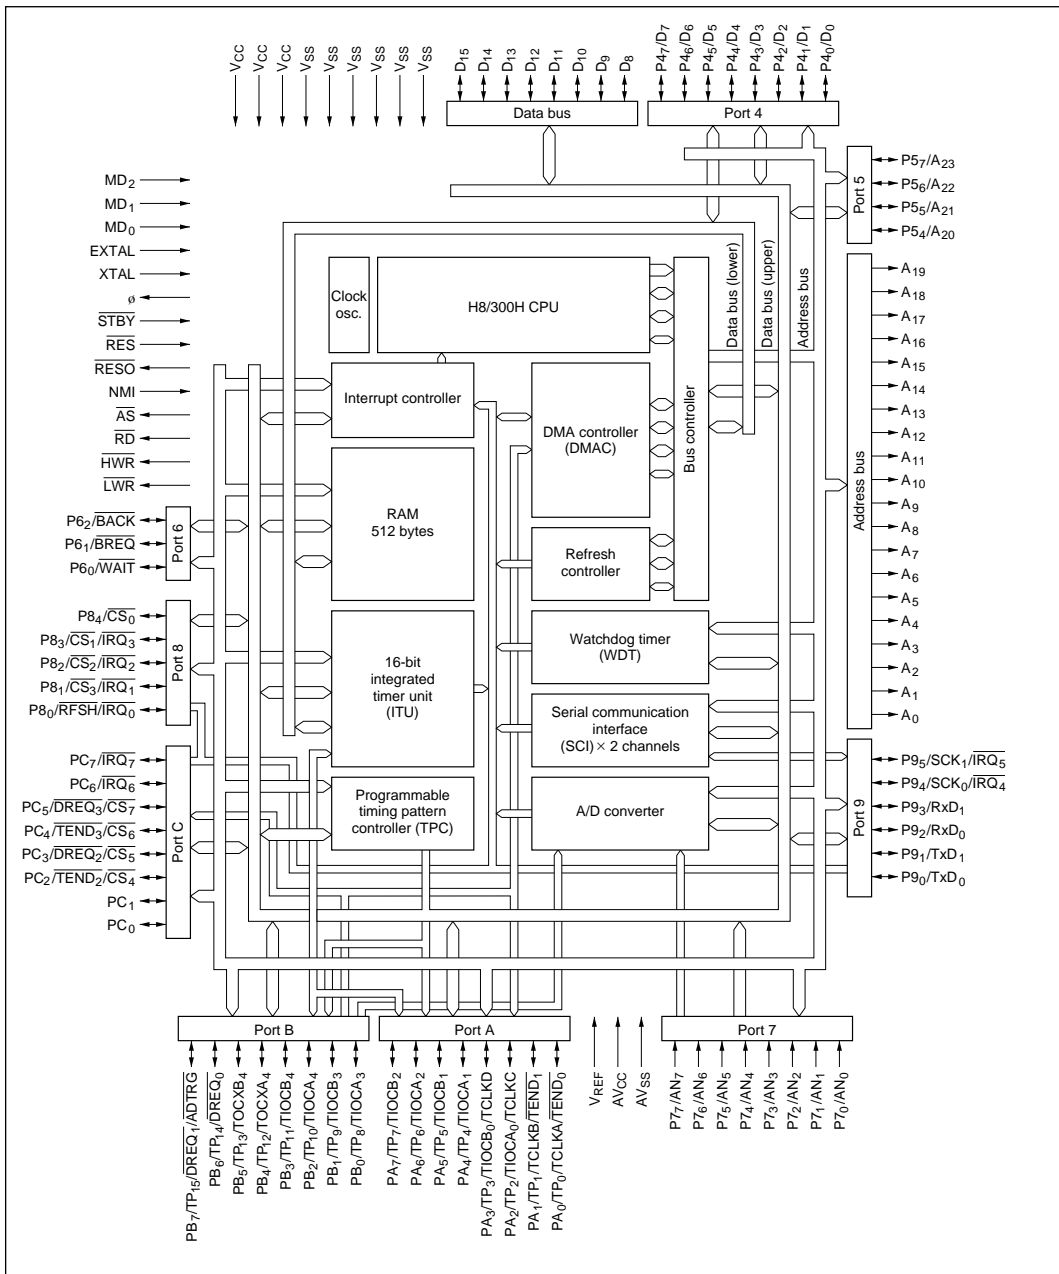 VCC
VCC
VCC
VSS
VSS
VSS
VSS
VSS
VSS
D15
D14
D13
D12
D11
D10
D9
D8
P47/D7
P46/D6
P45/D5
P44/D4
P43/D3
P42/D2
P41/D1
P40/D0
Data bus
Port 4
MD2
MD1
MD0
EXTAL
XTAL
ø
STBY
RES
RESO
NMI
AS
RD
HWR
LWR
P62/BACK
P61/BREQ
P60/WAIT
Port 6
P84/CS0
P83/CS1/IRQ3
P82/CS2/IRQ2
P81/CS3/IRQ1
P80/RFSH/IRQ0
Port 8
PC7/IRQ7
PC6/IRQ6
PC5/DREQ3/CS7
PC4/TEND3/CS6
PC3/DREQ2/CS5
PC2/TEND2/CS4
PC1
PC0
Port C
Clock
osc.
H8/300H CPU
Interrupt controller
DMA controller
(DMAC)
Bus controller
Data bus (lower)
Data bus (upper)
Address bus
RAM
512 bytes
Refresh
controller
16-bit
integrated
timer unit
(ITU)
Watchdog timer
(WDT)
Serial communication
interface
(SCI) × 2 channels
Programmable
timing pattern
controller (TPC)
A/D converter
Port 5
P57/A23
P56/A22
P55/A21
P54/A20
Address bus
A19
A18
A17
A16
A15
A14
A13
A12
A11
A10
A9
A8
A7
A6
A5
A4
A3
A2
A1
A0
Port 9
P95/SCK1/IRQ5
P94/SCK0/IRQ4
P93/RxD1
P92/RxD0
P91/TxD1
P90/TxD0
Port B
Port A
Port 7
PB7/TP15/DREQ1/ADTRG
PB6/TP14/DREQ0
PB5/TP13/TOCXB4
PB4/TP12/TOCXA4
PB3/TP11/TIOCB4
PB2/TP10/TIOCA4
PB1/TP9/TIOCB3
PB0/TP8/TIOCA3
PA7/TP7/TIOCB2
PA6/TP6/TIOCA2
PA5/TP5/TIOCB1
PA4/TP4/TIOCA1
PA3/TP3/TIOCB0/TCLKD
PA2/TP2/TIOCA0/TCLKC
PA1/TP1/TCLKB/TEND1
PA0/TP0/TCLKA/TEND0
VREF
AVCC
AVSS
P77/AN7
P76/AN6
P75/AN5
P74/AN4
P73/AN3
P72/AN2
P71/AN1
P70/AN0